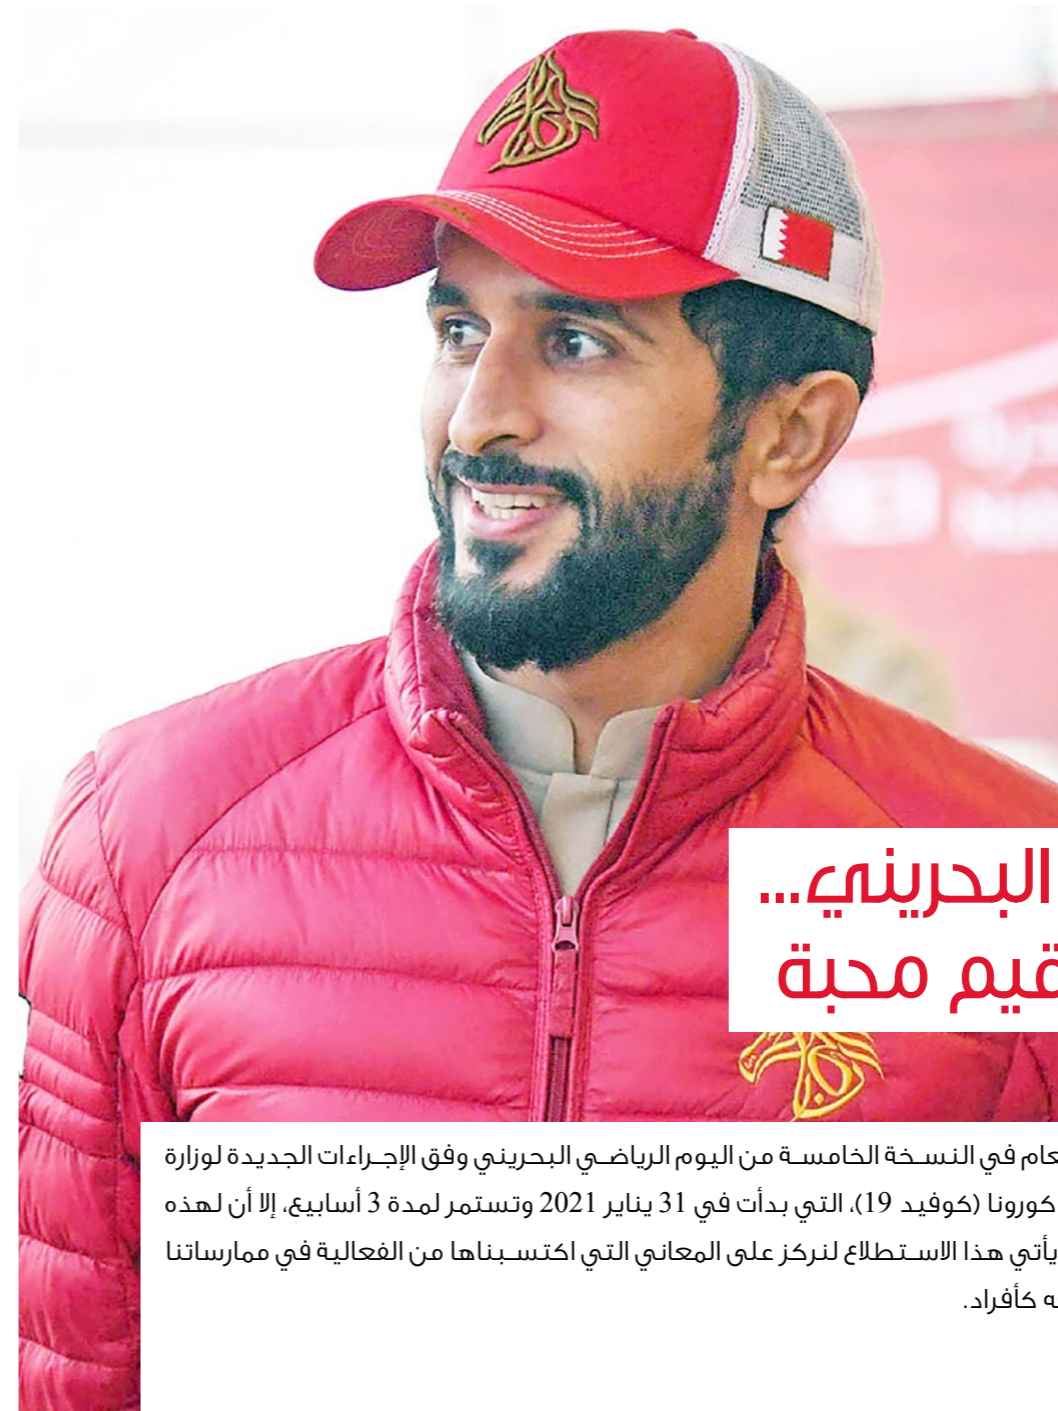 البحريني...
قيم محبة
عام في النسخة الخامسة من اليوم الرياضي البحريني وفق الإجراءات الجديدة لوزارة
كورونا (كوفيد 19)، التي بدأت في 31 يناير 2021 وتستمر لمدة 3 أسابيع، إلا أن لهذه
يأتي هذا الاستطلاع لنركز على المعاني التي اكتسبناها من الفعالية في ممارساتنا
كأفراد.